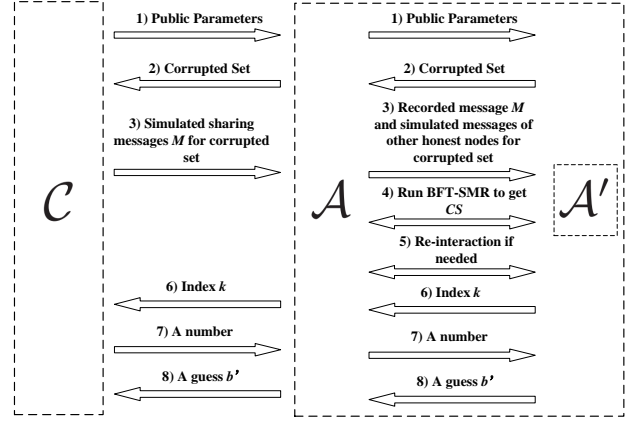 1) Public Parameters
2) Corrupted Set
3) Simulated sharing
messages M for corrupted
set
6) Index k
7) A number
8) A guess b′
C
A
1) Public Parameters
2) Corrupted Set
3) Recorded message M
and simulated messages of
other honest nodes for
corrupted set
4) Run BFT-SMR to get
CS
5) Re-interaction if
needed
6) Index k
7) A number
8) A guess b′
A′